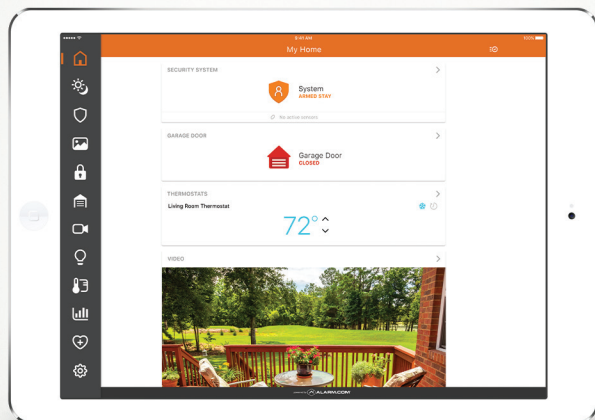 9:41 AM
100%
My Home
SECURITY SYSTEM
System
ARMED STAY
No active sensors
GARAGE DOOR
Garage Door
CLOSED
THERMOSTATS
Living Room Thermostat
72°
VIDEO
ALARM.COM